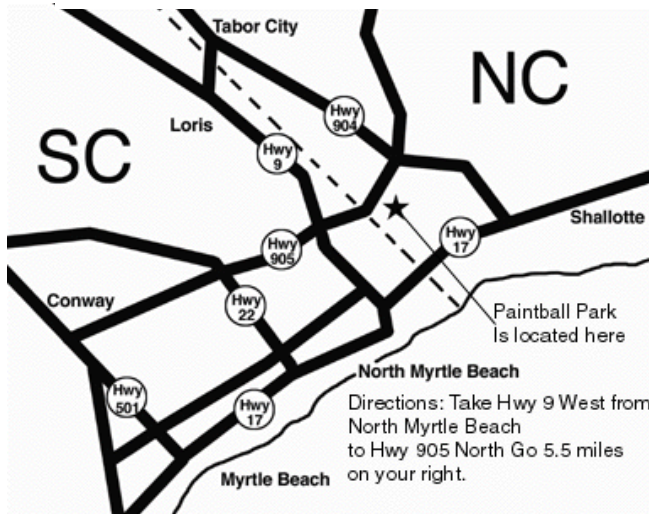 Tabor City
NC
Hwy
904
Loris
Hwy
9
SC
Shallotte
Hwy
17
Hwy
905
Conway
Hwy
22
Paintball Park
Is located here
North Myrtle Beach
Hwy
501
Hwy
17
Directions: Take Hwy 9 West from
North Myrtle Beach
to Hwy 905 North Go 5.5 miles
on your right.
Myrtle Beach